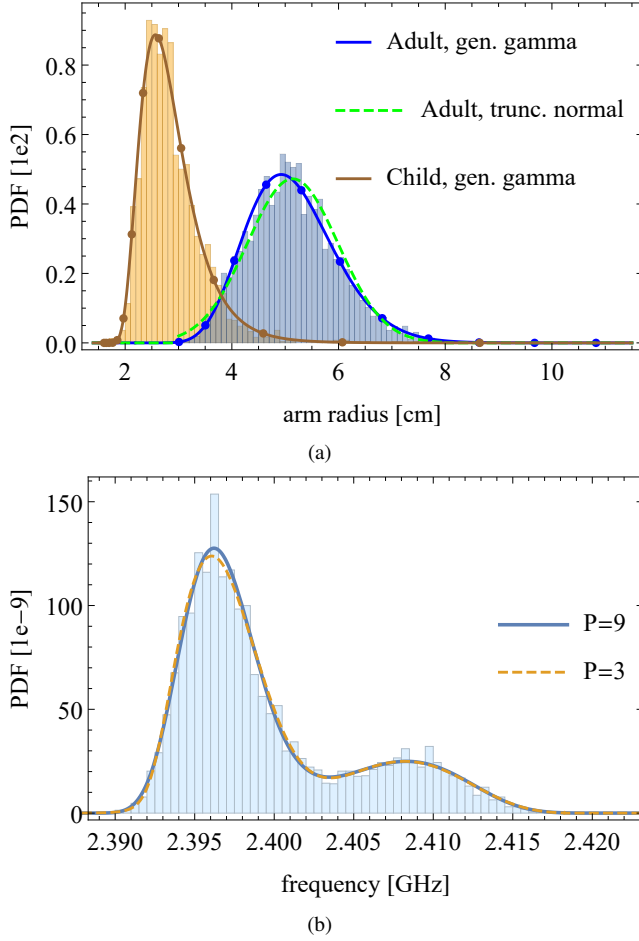 PDF [1e2]
0.8
0.6
0.4
0.2
0.0
Adult, gen. gamma
Adult, trunc. normal
Child, gen. gamma
2 4 6 8 10
arm radius [cm]
(a)
PDF [1e−9]
150
100
50
0
P=9
P=3
2.390 2.395 2.400 2.405 2.410 2.415 2.420
frequency [GHz]
(b)